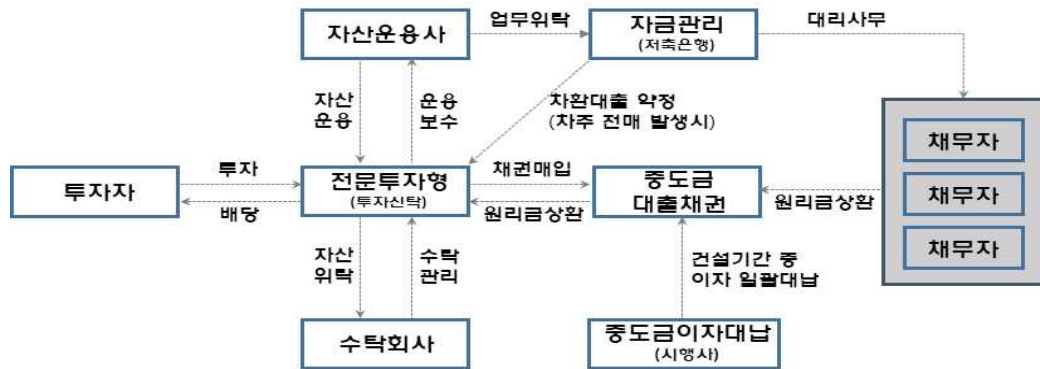 자산운용사
업무위탁
자금관리
(저축은행)
대리사무
자산
운용
운용
보수
차환대출 약정
(차주 전매 발생시)
투자자
투자
배당
전문투자형
(투자신탁)
채권매입
원리금상환
중도금
대출채권
원리금상환
채무자
채무자
채무자
자산
위탁
수탁
관리
건설기간 중
이자 일괄대납
수탁회사
중도금이자대납
(시행사)